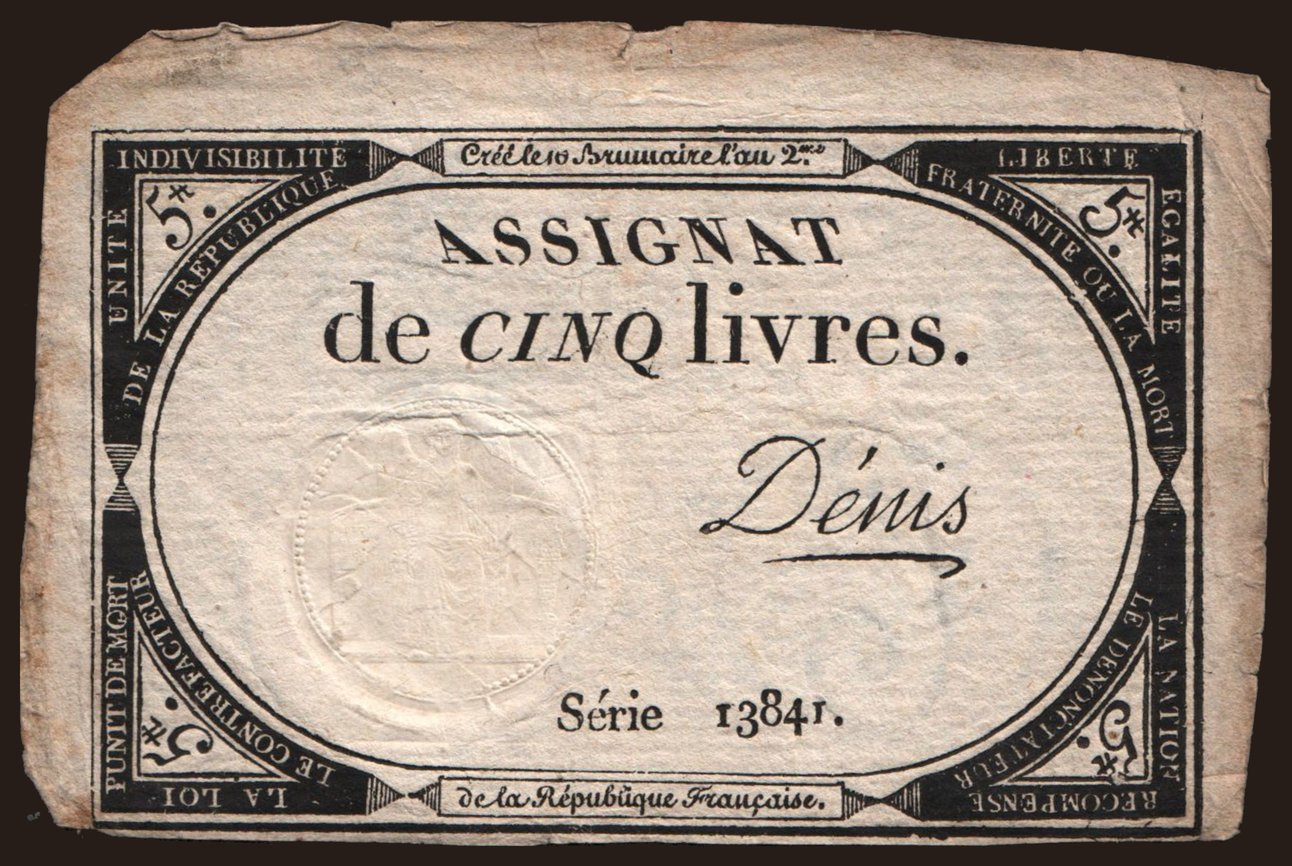 Créé le 10 Brumaire l'an 2.me
INDIVISIBILITÉ
UNITÉ
DE LA RÉPUBLIQUE
5#.
LIBERTÉ
ÉGALITÉ
FRATERNITÉ OU LA MORT
5#.
ASSIGNAT
de CINQ livres.
Dénis
Série 13841.
LA LOI
PUNIT DE MORT
LE CONTREFACTEUR
5#.
LA NATION
RÉCOMPENSE
LE DÉNONCIATEUR
5#.
de la République Française.